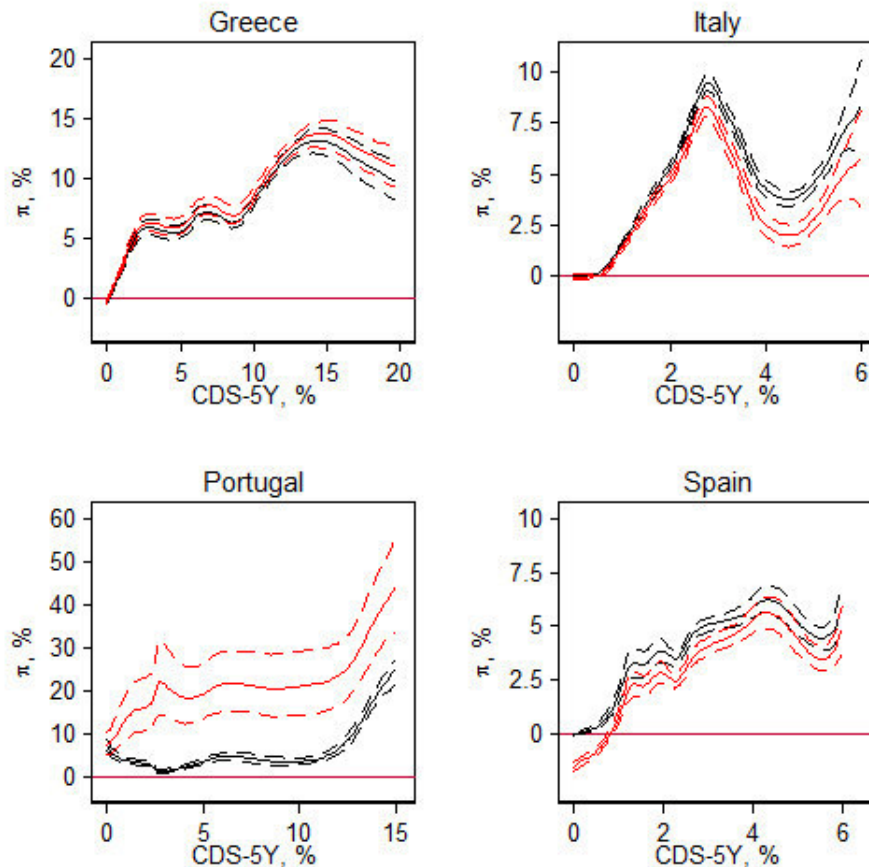 Greece
20
15
10
5
0
π, %
0 5 10 15 20
CDS-5Y, %
Italy
10
7.5
5
2.5
0
π, %
0 2 4 6
CDS-5Y, %
Portugal
60
50
40
30
20
10
0
π, %
0 5 10 15
CDS-5Y, %
Spain
10
7.5
5
2.5
0
π, %
0 2 4 6
CDS-5Y, %